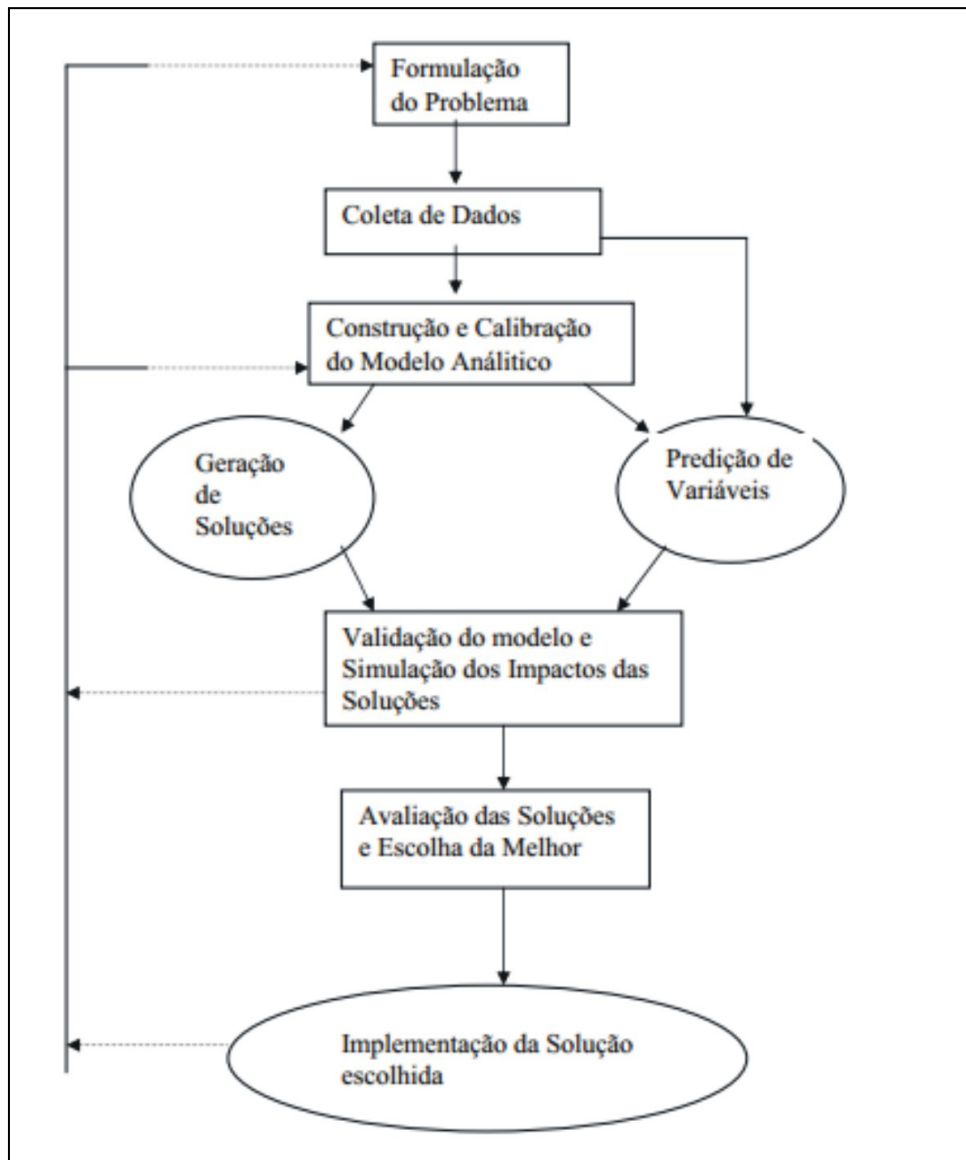 Formulação
do Problema
Coleta de Dados
Construção e Calibração
do Modelo Análitico
Geração
de
Soluções
Predição de
Variáveis
Validação do modelo e
Simulação dos Impactos das
Soluções
Avaliação das Soluções
e Escolha da Melhor
Implementação da Solução
escolhida